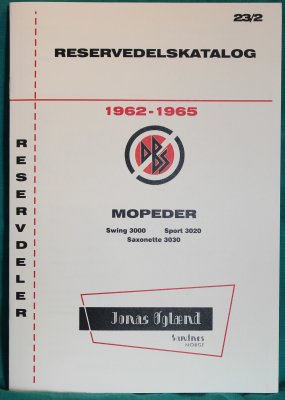 23/2
RESERVEDELSKATALOG
1962-1965
DBS
MOPEDER
Swing 3000 Sport 3020
Saxonette 3030
RESERVDELER
Jonas Øglænd
Sandnes
NORGE